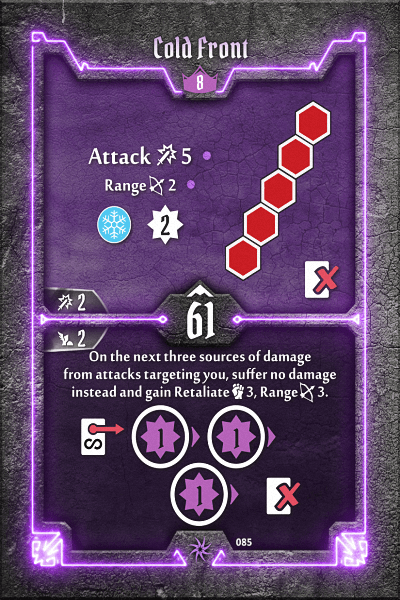 Cold Front
8
Attack 5
Range 2
2
2
61
2
On the next three sources of damage
from attacks targeting you, suffer no damage
instead and gain Retaliate 3, Range 3.
1 1
1
085